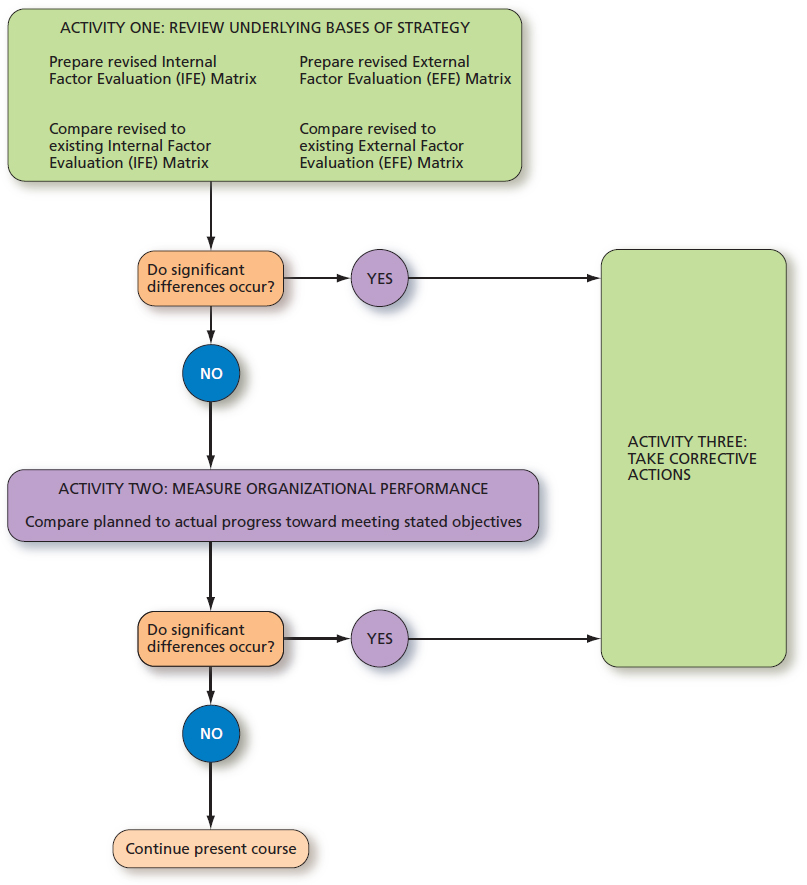 ACTIVITY ONE: REVIEW UNDERLYING BASES OF STRATEGY
Prepare revised Internal
Factor Evaluation (IFE) Matrix
Prepare revised External
Factor Evaluation (EFE) Matrix
Compare revised to
existing Internal Factor
Evaluation (IFE) Matrix
Compare revised to
existing External Factor
Evaluation (EFE) Matrix
Do significant
differences occur?
YES
NO
ACTIVITY THREE:
TAKE CORRECTIVE
ACTIONS
ACTIVITY TWO: MEASURE ORGANIZATIONAL PERFORMANCE
Compare planned to actual progress toward meeting stated objectives
Do significant
differences occur?
YES
NO
Continue present course